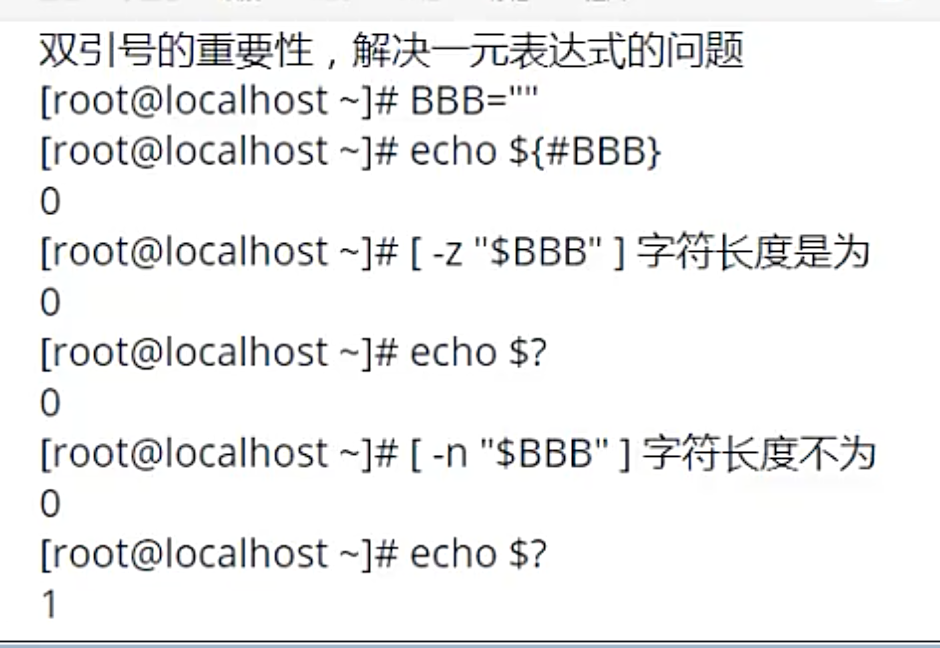 双引号的重要性，解决一元表达式的问题
[root@localhost ~]# BBB=""
[root@localhost ~]# echo ${#BBB}
0
[root@localhost ~]# [ -z "$BBB" ] 字符长度是为
0
[root@localhost ~]# echo $?
0
[root@localhost ~]# [ -n "$BBB" ] 字符长度不为
0
[root@localhost ~]# echo $?
1